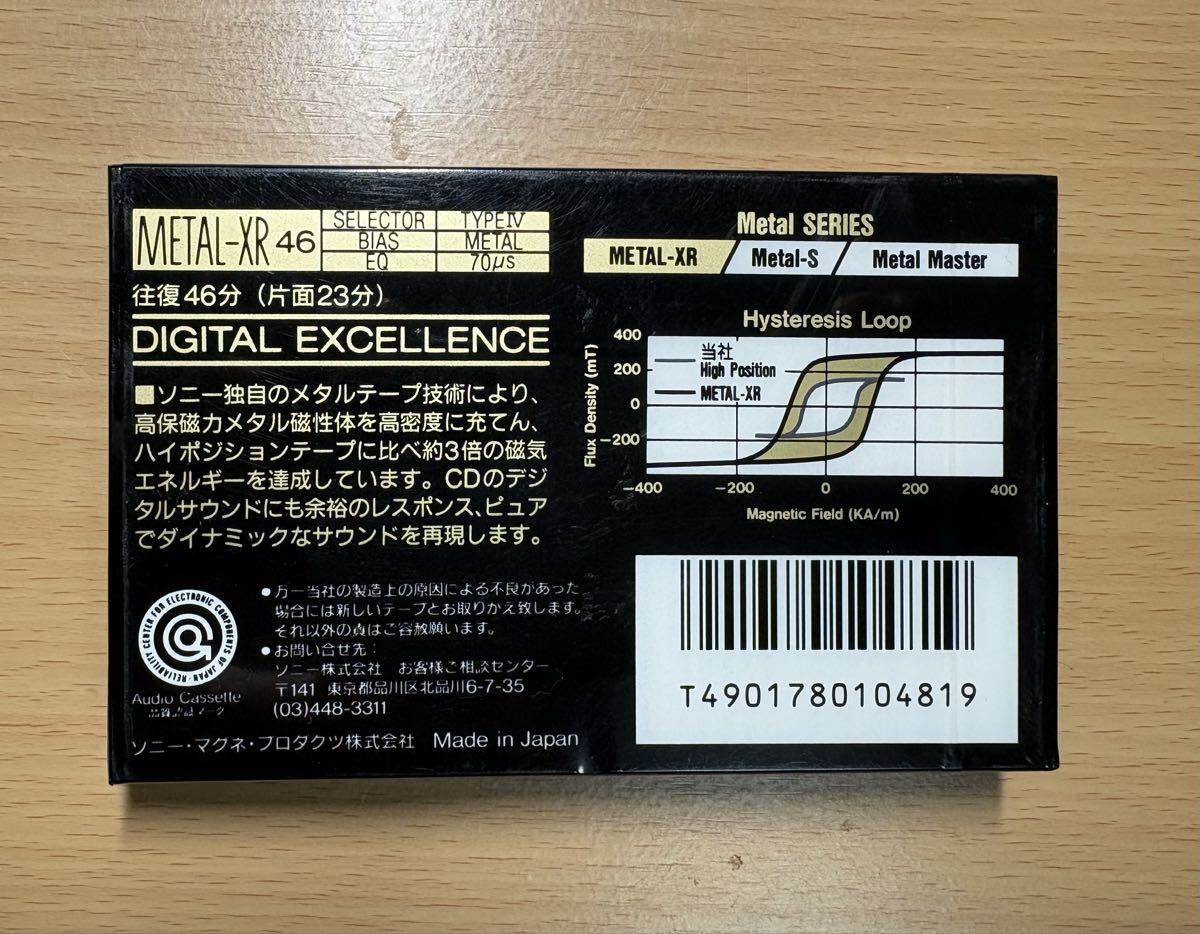 METAL-XR 46
SELECTOR TYPEⅣ
BIAS METAL
EQ 70μs
往復46分(片面23分)
DIGITAL EXCELLENCE
■ソニー独自のメタルテープ技術により、
高保磁力メタル磁性体を高密度に充てん、
ハイポジションテープに比べ約3倍の磁気
エネルギーを達成しています。CDのデジ
タルサウンドにも余裕のレスポンス、ピュア
でダイナミックなサウンドを再現します。
RELIABILITY CENTER FOR ELECTRONIC COMPONENTS OF JAPAN
Audio Cassette
品質認証マーク
●万一当社の製造上の原因による不良があった
場合には新しいテープとお取りかえ致します。
それ以外の責はご容赦願います。
●お問い合せ先:
ソニー株式会社 お客様ご相談センター
〒141 東京都品川区北品川6-7-35
(03)448-3311
ソニー・マグネ・プロダクツ株式会社 Made in Japan
Metal SERIES
METAL-XR Metal-S Metal Master
Hysteresis Loop
Flux Density (mT)
400
200
0
-200
-400 -200 0 200 400
Magnetic Field (KA/m)
当社
High Position
METAL-XR
T4901780104819